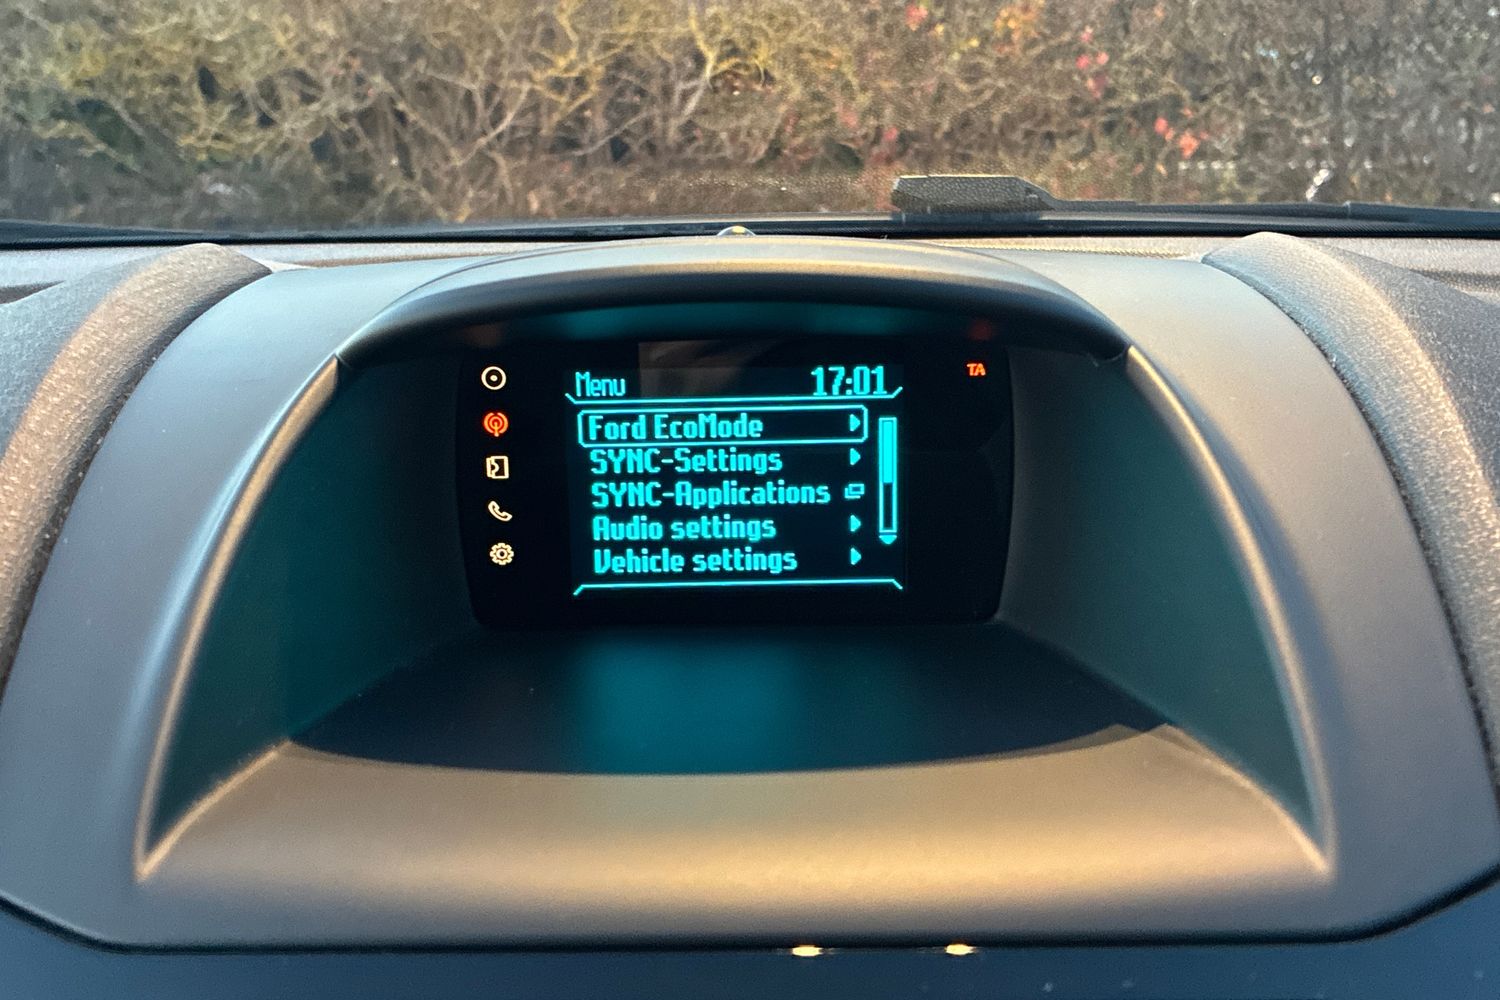 Menu 17:01 TA
Ford EcoMode
SYNC-Settings
SYNC-Applications
Audio settings
Vehicle settings